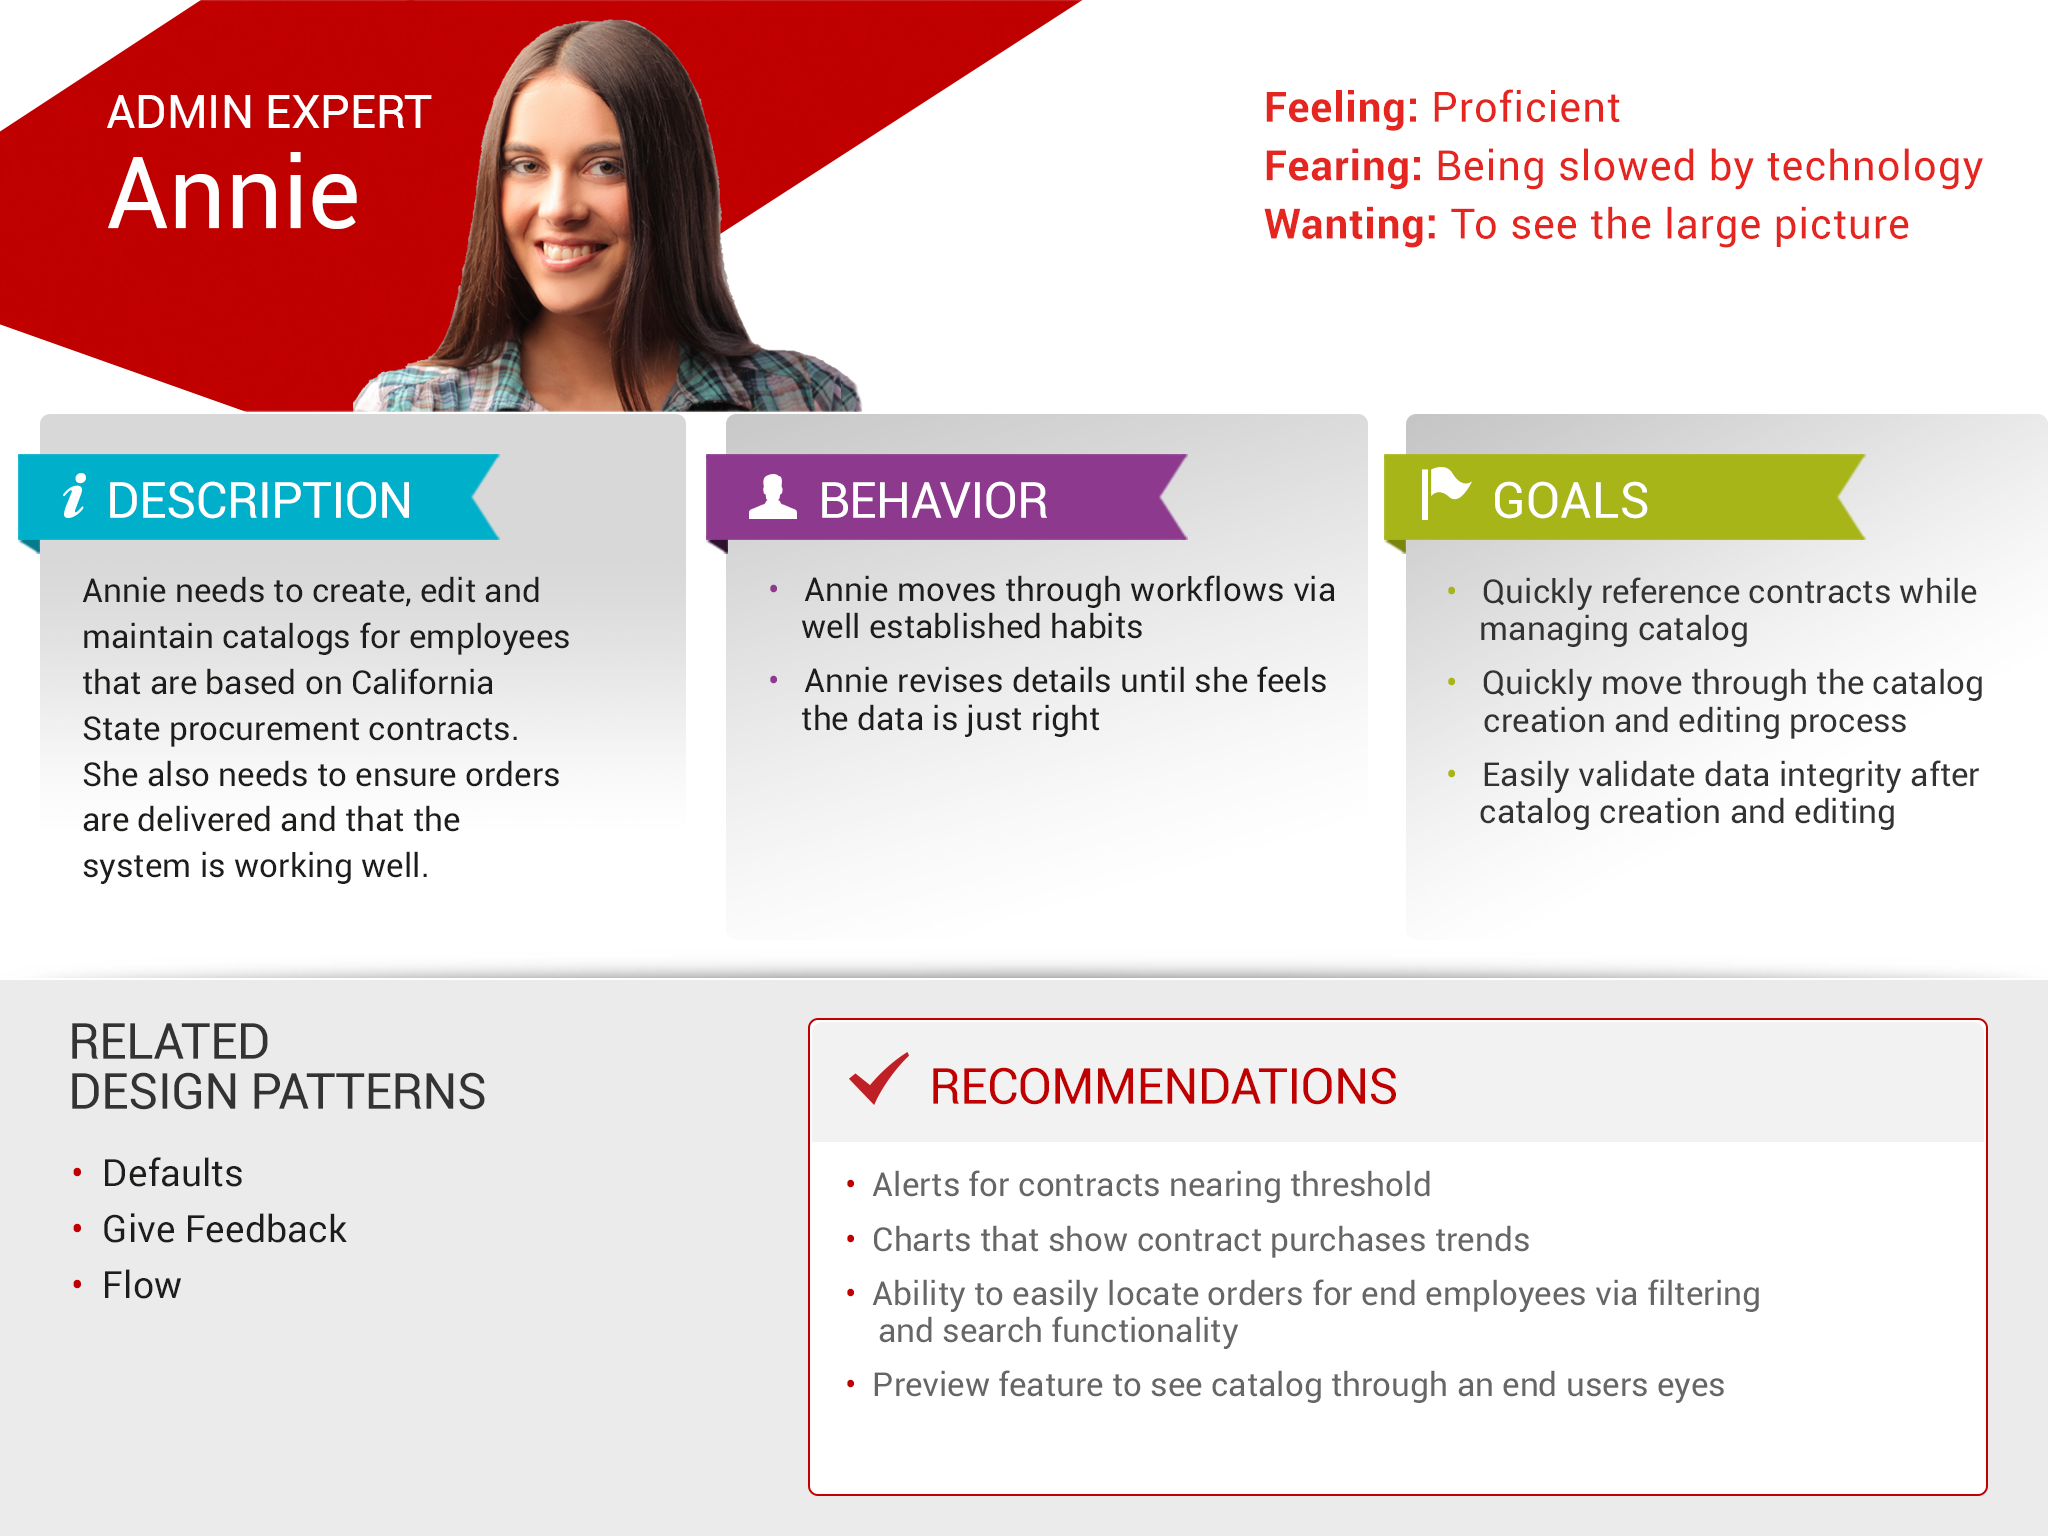 ADMIN EXPERT
Annie
Feeling: Proficient
Fearing: Being slowed by technology
Wanting: To see the large picture
DESCRIPTION
Annie needs to create, edit and
maintain catalogs for employees
that are based on California
State procurement contracts.
She also needs to ensure orders
are delivered and that the
system is working well.
BEHAVIOR
• Annie moves through workflows via
well established habits
• Annie revises details until she feels
the data is just right
GOALS
• Quickly reference contracts while
managing catalog
• Quickly move through the catalog
creation and editing process
• Easily validate data integrity after
catalog creation and editing
RELATED
DESIGN PATTERNS
• Defaults
• Give Feedback
• Flow
RECOMMENDATIONS
• Alerts for contracts nearing threshold
• Charts that show contract purchases trends
• Ability to easily locate orders for end employees via filtering
and search functionality
• Preview feature to see catalog through an end users eyes